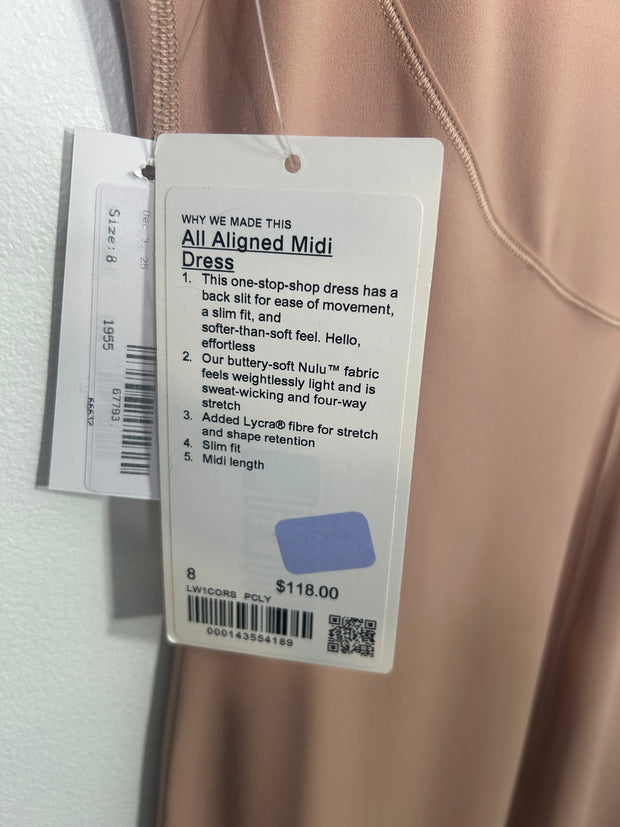 WHY WE MADE THIS
All Aligned Midi
Dress
1. This one-stop-shop dress has a
back slit for ease of movement,
a slim fit, and
softer-than-soft feel. Hello,
effortless
2. Our buttery-soft Nulu™ fabric
feels weightlessly light and is
sweat-wicking and four-way
stretch
3. Added Lycra® fibre for stretch
and shape retention
4. Slim fit
5. Midi length
8
$118.00
LW1CORS PCLY
000143554189
Dec 3, 25
Size: 8
1955
67793.